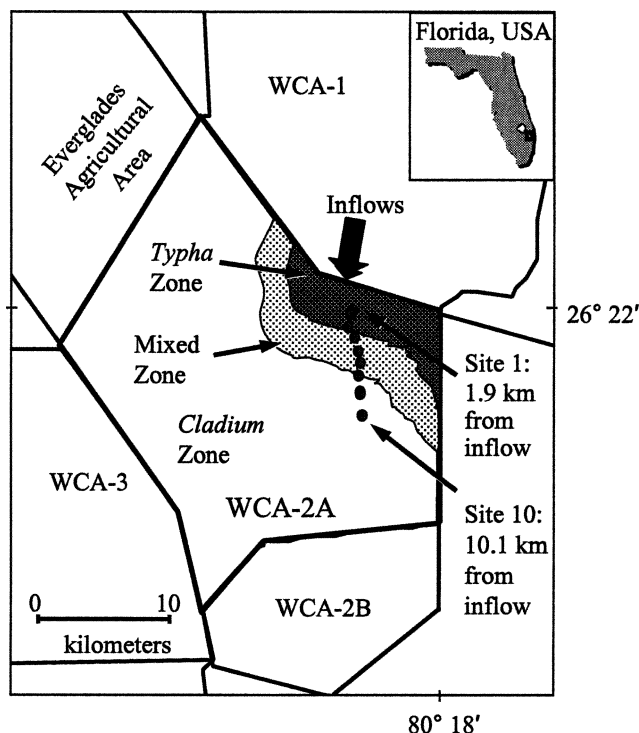 Florida, USA
WCA-1
Everglades
Agricultural
Area
Inflows
Typha
Zone
26° 22′
Mixed
Zone
Site 1:
1.9 km
from
inflow
Cladium
Zone
WCA-3
WCA-2A
Site 10:
10.1 km
from
inflow
0 10
kilometers
WCA-2B
80° 18′